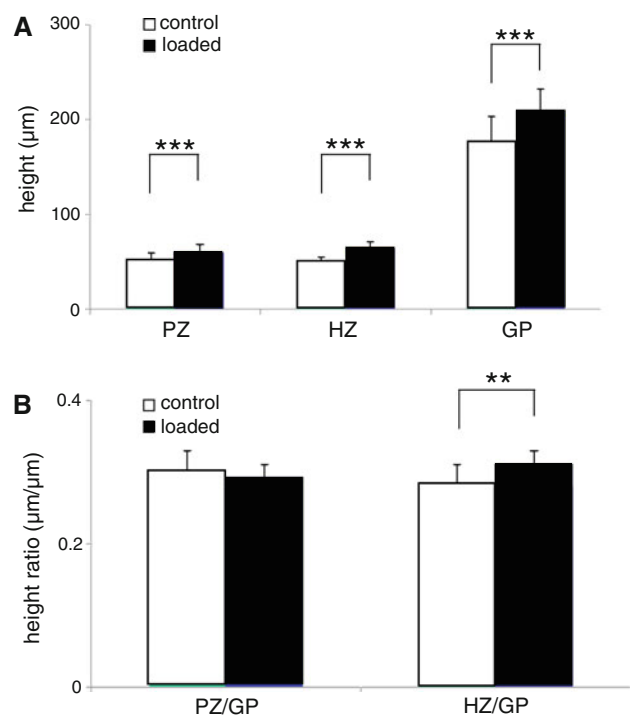 A
control
loaded
300
200
100
0
height (μm)
***
***
***
PZ
HZ
GP
B
control
loaded
0.4
0.2
0
height ratio (μm/μm)
**
PZ/GP
HZ/GP